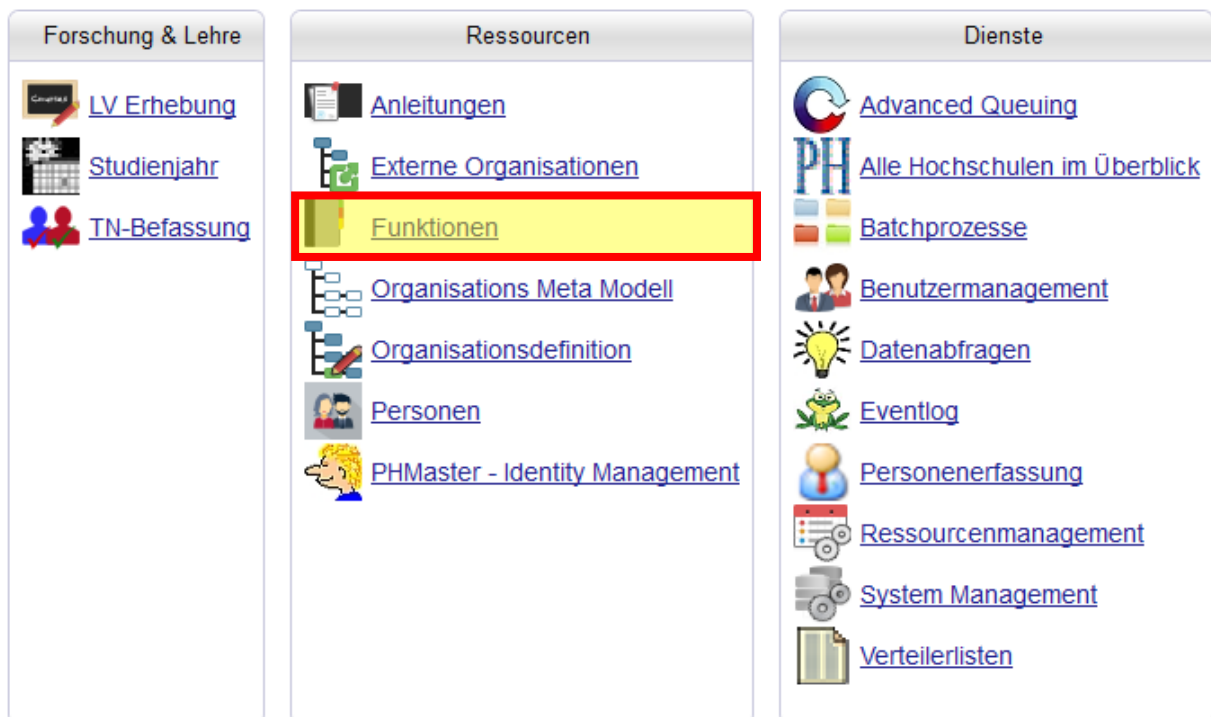 Forschung & Lehre
LV Erhebung
Studienjahr
TN-Befassung
Ressourcen
Anleitungen
Externe Organisationen
Funktionen
Organisations Meta Modell
Organisationsdefinition
Personen
PHMaster - Identity Management
Dienste
Advanced Queuing
PH
Alle Hochschulen im Überblick
Batchprozesse
Benutzermanagement
Datenabfragen
Eventlog
Personenerfassung
Ressourcenmanagement
System Management
Verteilerlisten